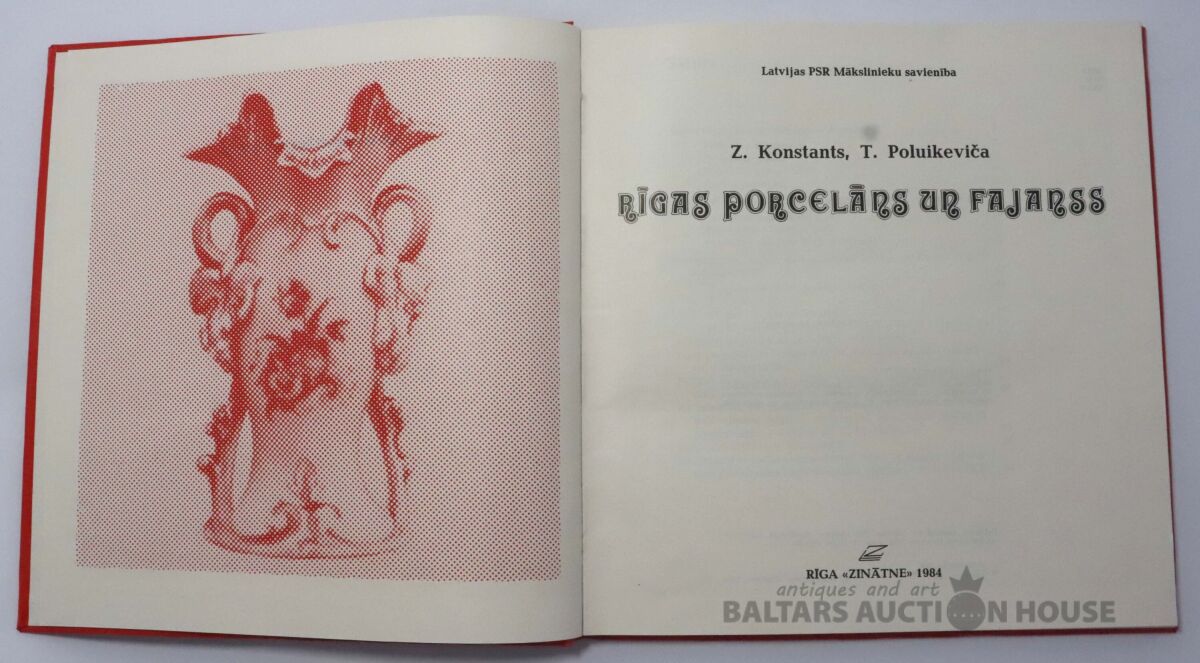 Latvijas PSR Mākslinieku savienība
Z. Konstants, T. Poluikeviča
RĪGAS PORCELĀNS UN FAJANSS
RĪGA «ZINĀTNE» 1984
antiques and art
BALTARS AUCTION HOUSE